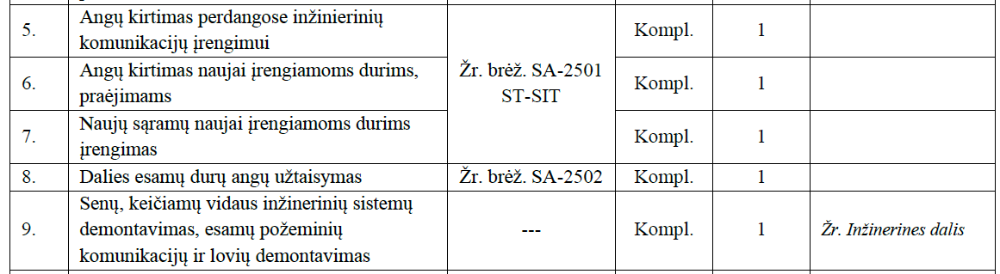 5.
Angų kirtimas perdangose inžinierinių
komunikacijų įrengimui
Žr. brėž. SA-2501
ST-SIT
Kompl.
1
6.
Angų kirtimas naujai įrengiamoms durims,
praėjimams
Kompl.
1
7.
Naujų sąramų naujai įrengiamoms durims
įrengimas
Kompl.
1
8.
Dalies esamų durų angų užtaisymas
Žr. brėž. SA-2502
Kompl.
1
9.
Senų, keičiamų vidaus inžinerinių sistemų
demontavimas, esamų požeminių
komunikacijų ir lovių demontavimas
---
Kompl.
1
Žr. Inžinerines dalis